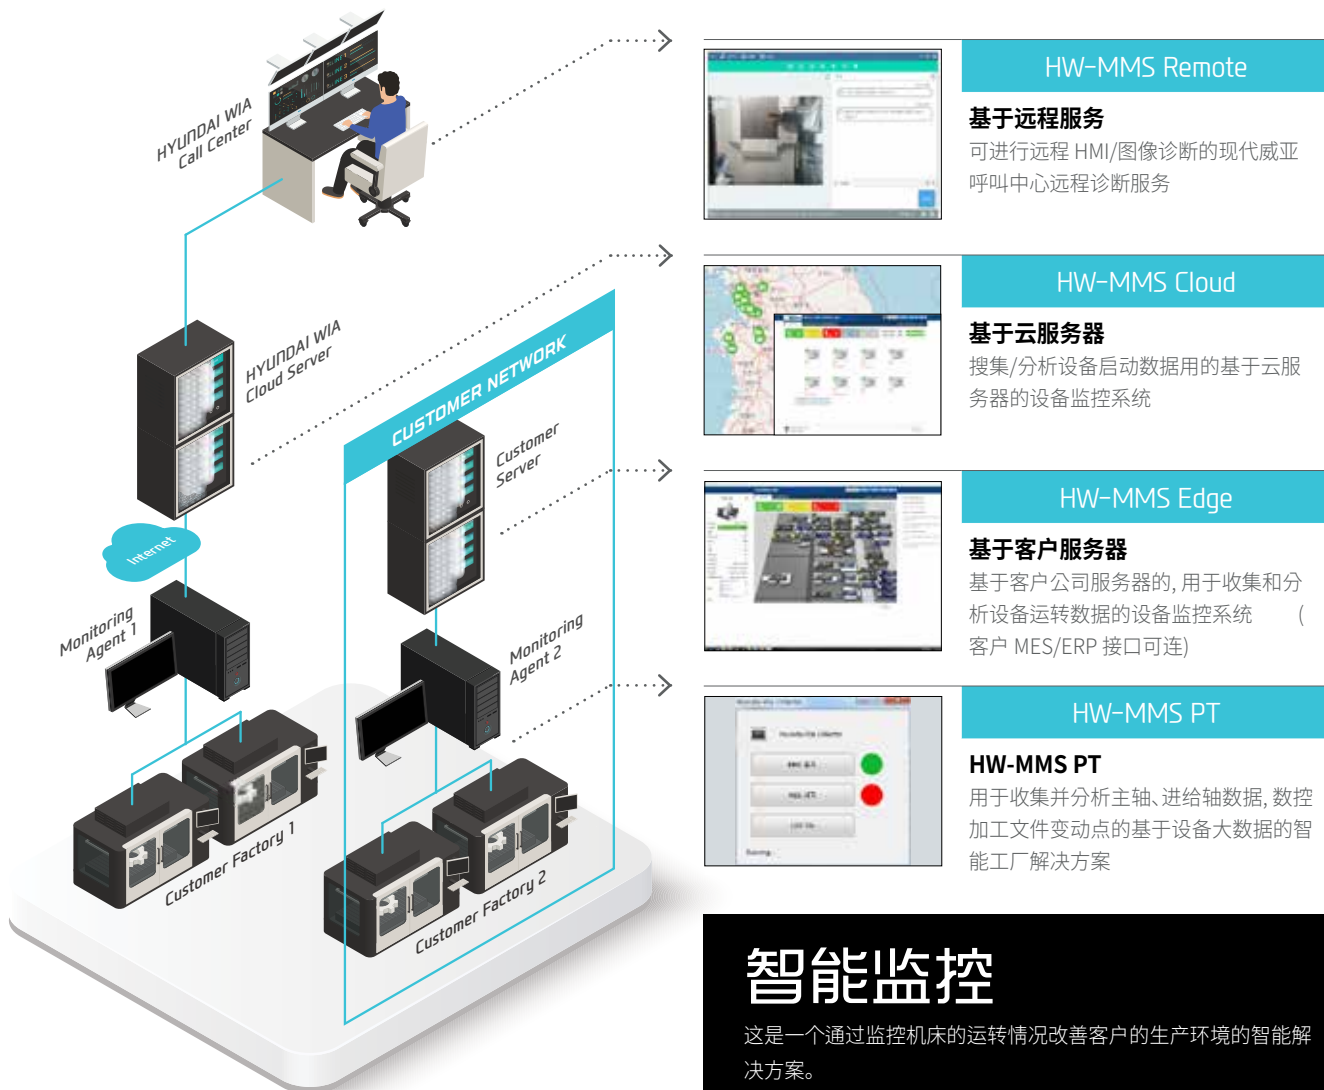 HYUNDAI WIA
Call Center
HYUNDAI WIA
Cloud Server
CUSTOMER NETWORK
Customer
Server
Internet
Monitoring
Agent 1
Monitoring
Agent 2
Customer Factory 1
Customer Factory 2
HW-MMS Remote
基于远程服务
可进行远程 HMI/图像诊断的现代威亚
呼叫中心远程诊断服务
HW-MMS Cloud
基于云服务器
搜集/分析设备启动数据用的基于云服
务器的设备监控系统
HW-MMS Edge
基于客户服务器
基于客户公司服务器的, 用于收集和分
析设备运转数据的设备监控系统 (
客户 MES/ERP 接口可连)
HW-MMS PT
HW-MMS PT
用于收集并分析主轴、进给轴数据, 数控
加工文件变动点的基于设备大数据的智
能工厂解决方案
智能监控
这是一个通过监控机床的运转情况改善客户的生产环境的智能解
决方案。